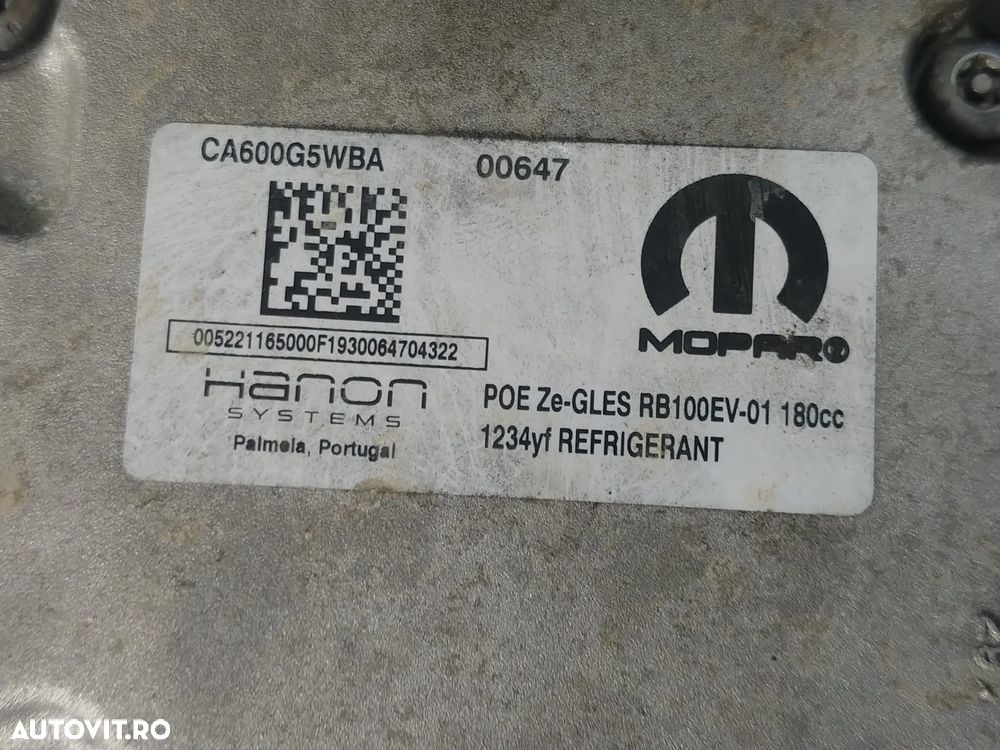 CA600G5WBA 00647
005221165000F1930064704322
Hanon
SYSTEMS
Palmela, Portugal
MOPAR®
POE Ze-GLES RB100EV-01 180cc
1234yf REFRIGERANT
AUTOVIT.RO